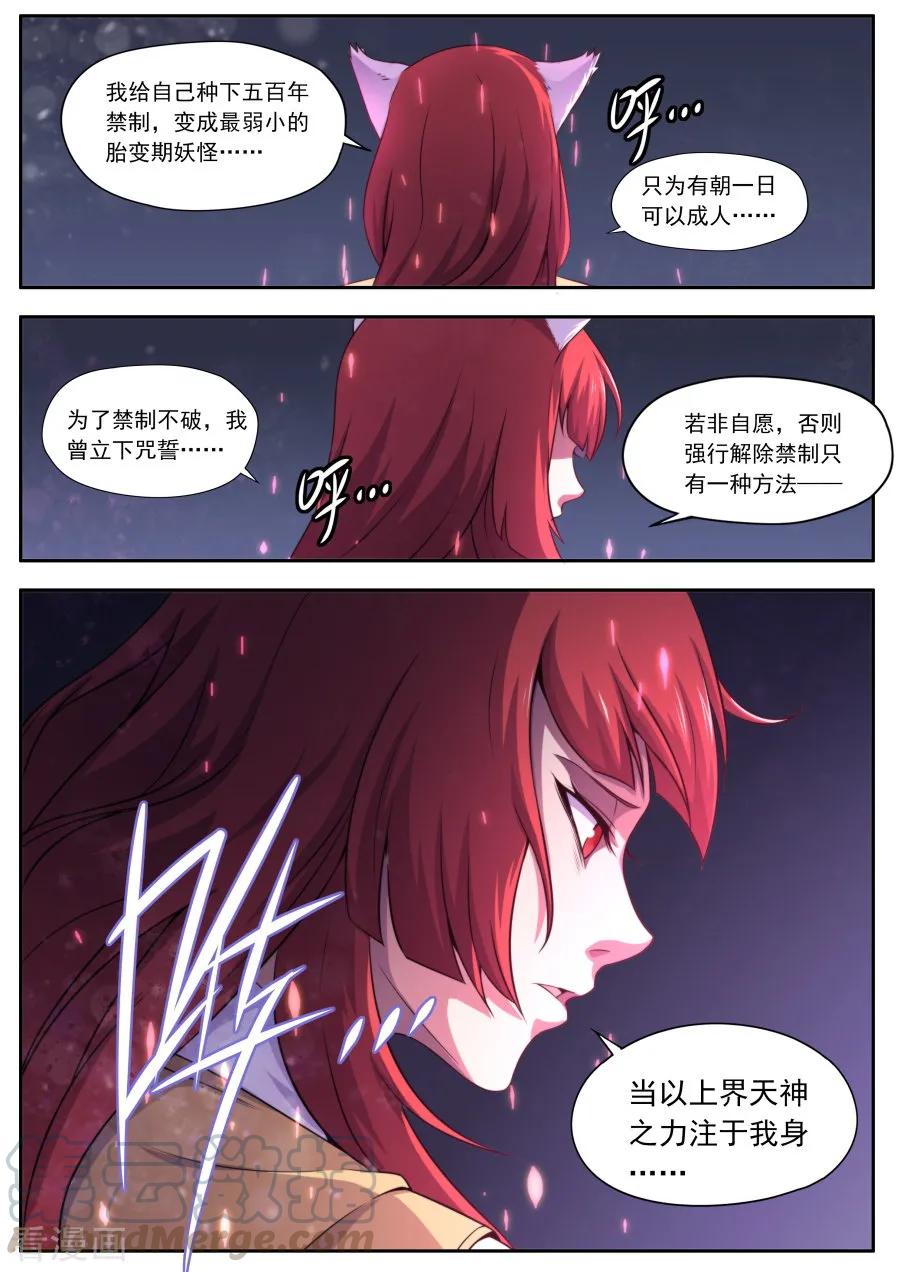 我给自己种下五百年
禁制，变成最弱小的
胎变期妖怪……
呼…
只为有朝一日
可以成人……
为了禁制不破，我
曾立下咒誓……
呼…
若非自愿，否则
强行解除禁制只
有一种方法——
当以上界天神
之力注于我身
……
看漫画